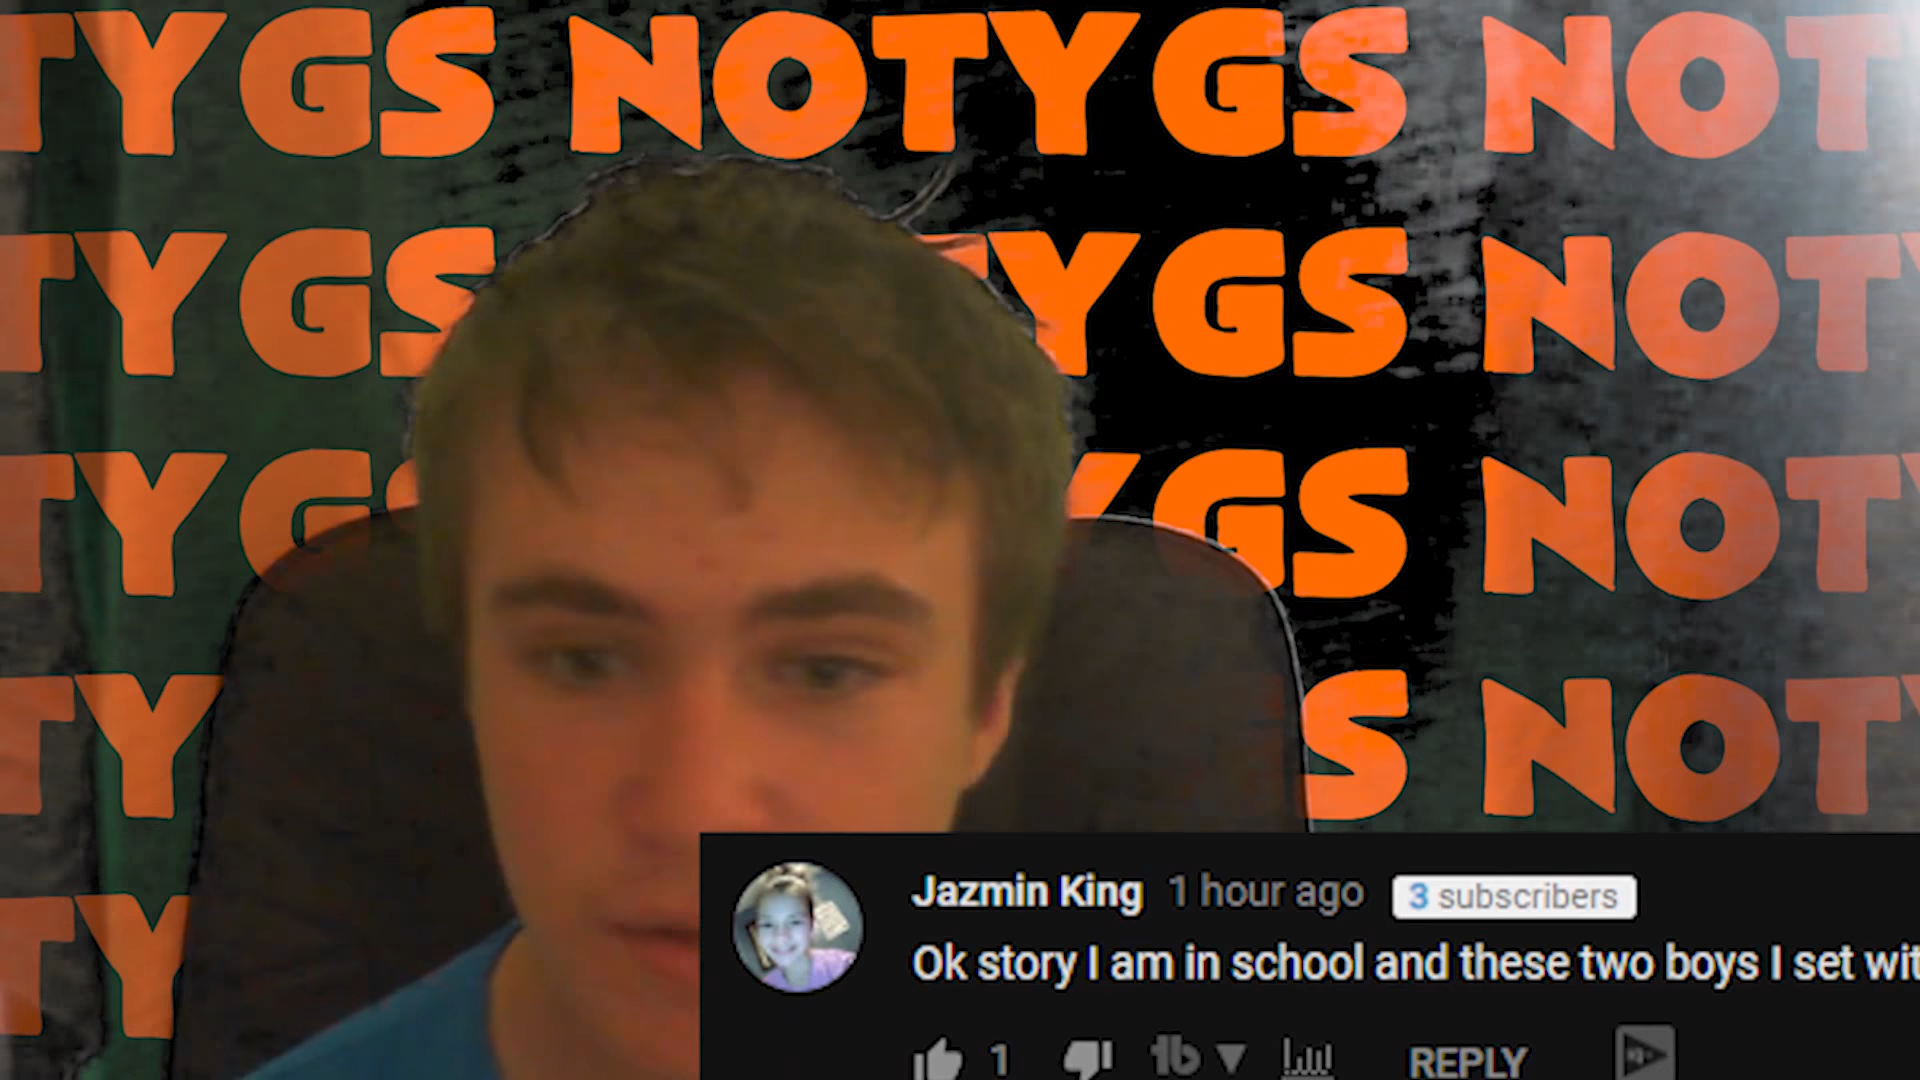 TYGS NOTYGS NOT
TYGS TYGS NOTY
TYG YGS NOTY
TY S NOTY
TY
Jazmin King 1 hour ago 3 subscribers
Ok story I am in school and these two boys I set wit
1 REPLY